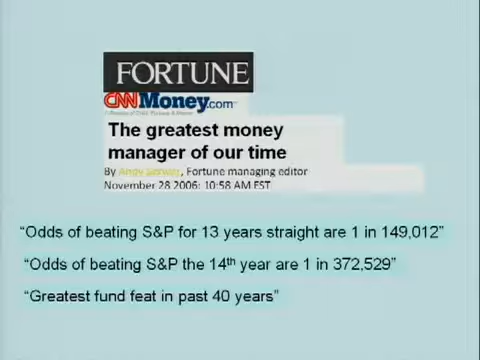 FORTUNE
CNNMoney.com
The greatest money
manager of our time
By Andy Serwer, Fortune managing editor
November 28 2006: 10:58 AM EST
“Odds of beating S&P for 13 years straight are 1 in 149,012”
“Odds of beating S&P the 14th year are 1 in 372,529”
“Greatest fund feat in past 40 years”